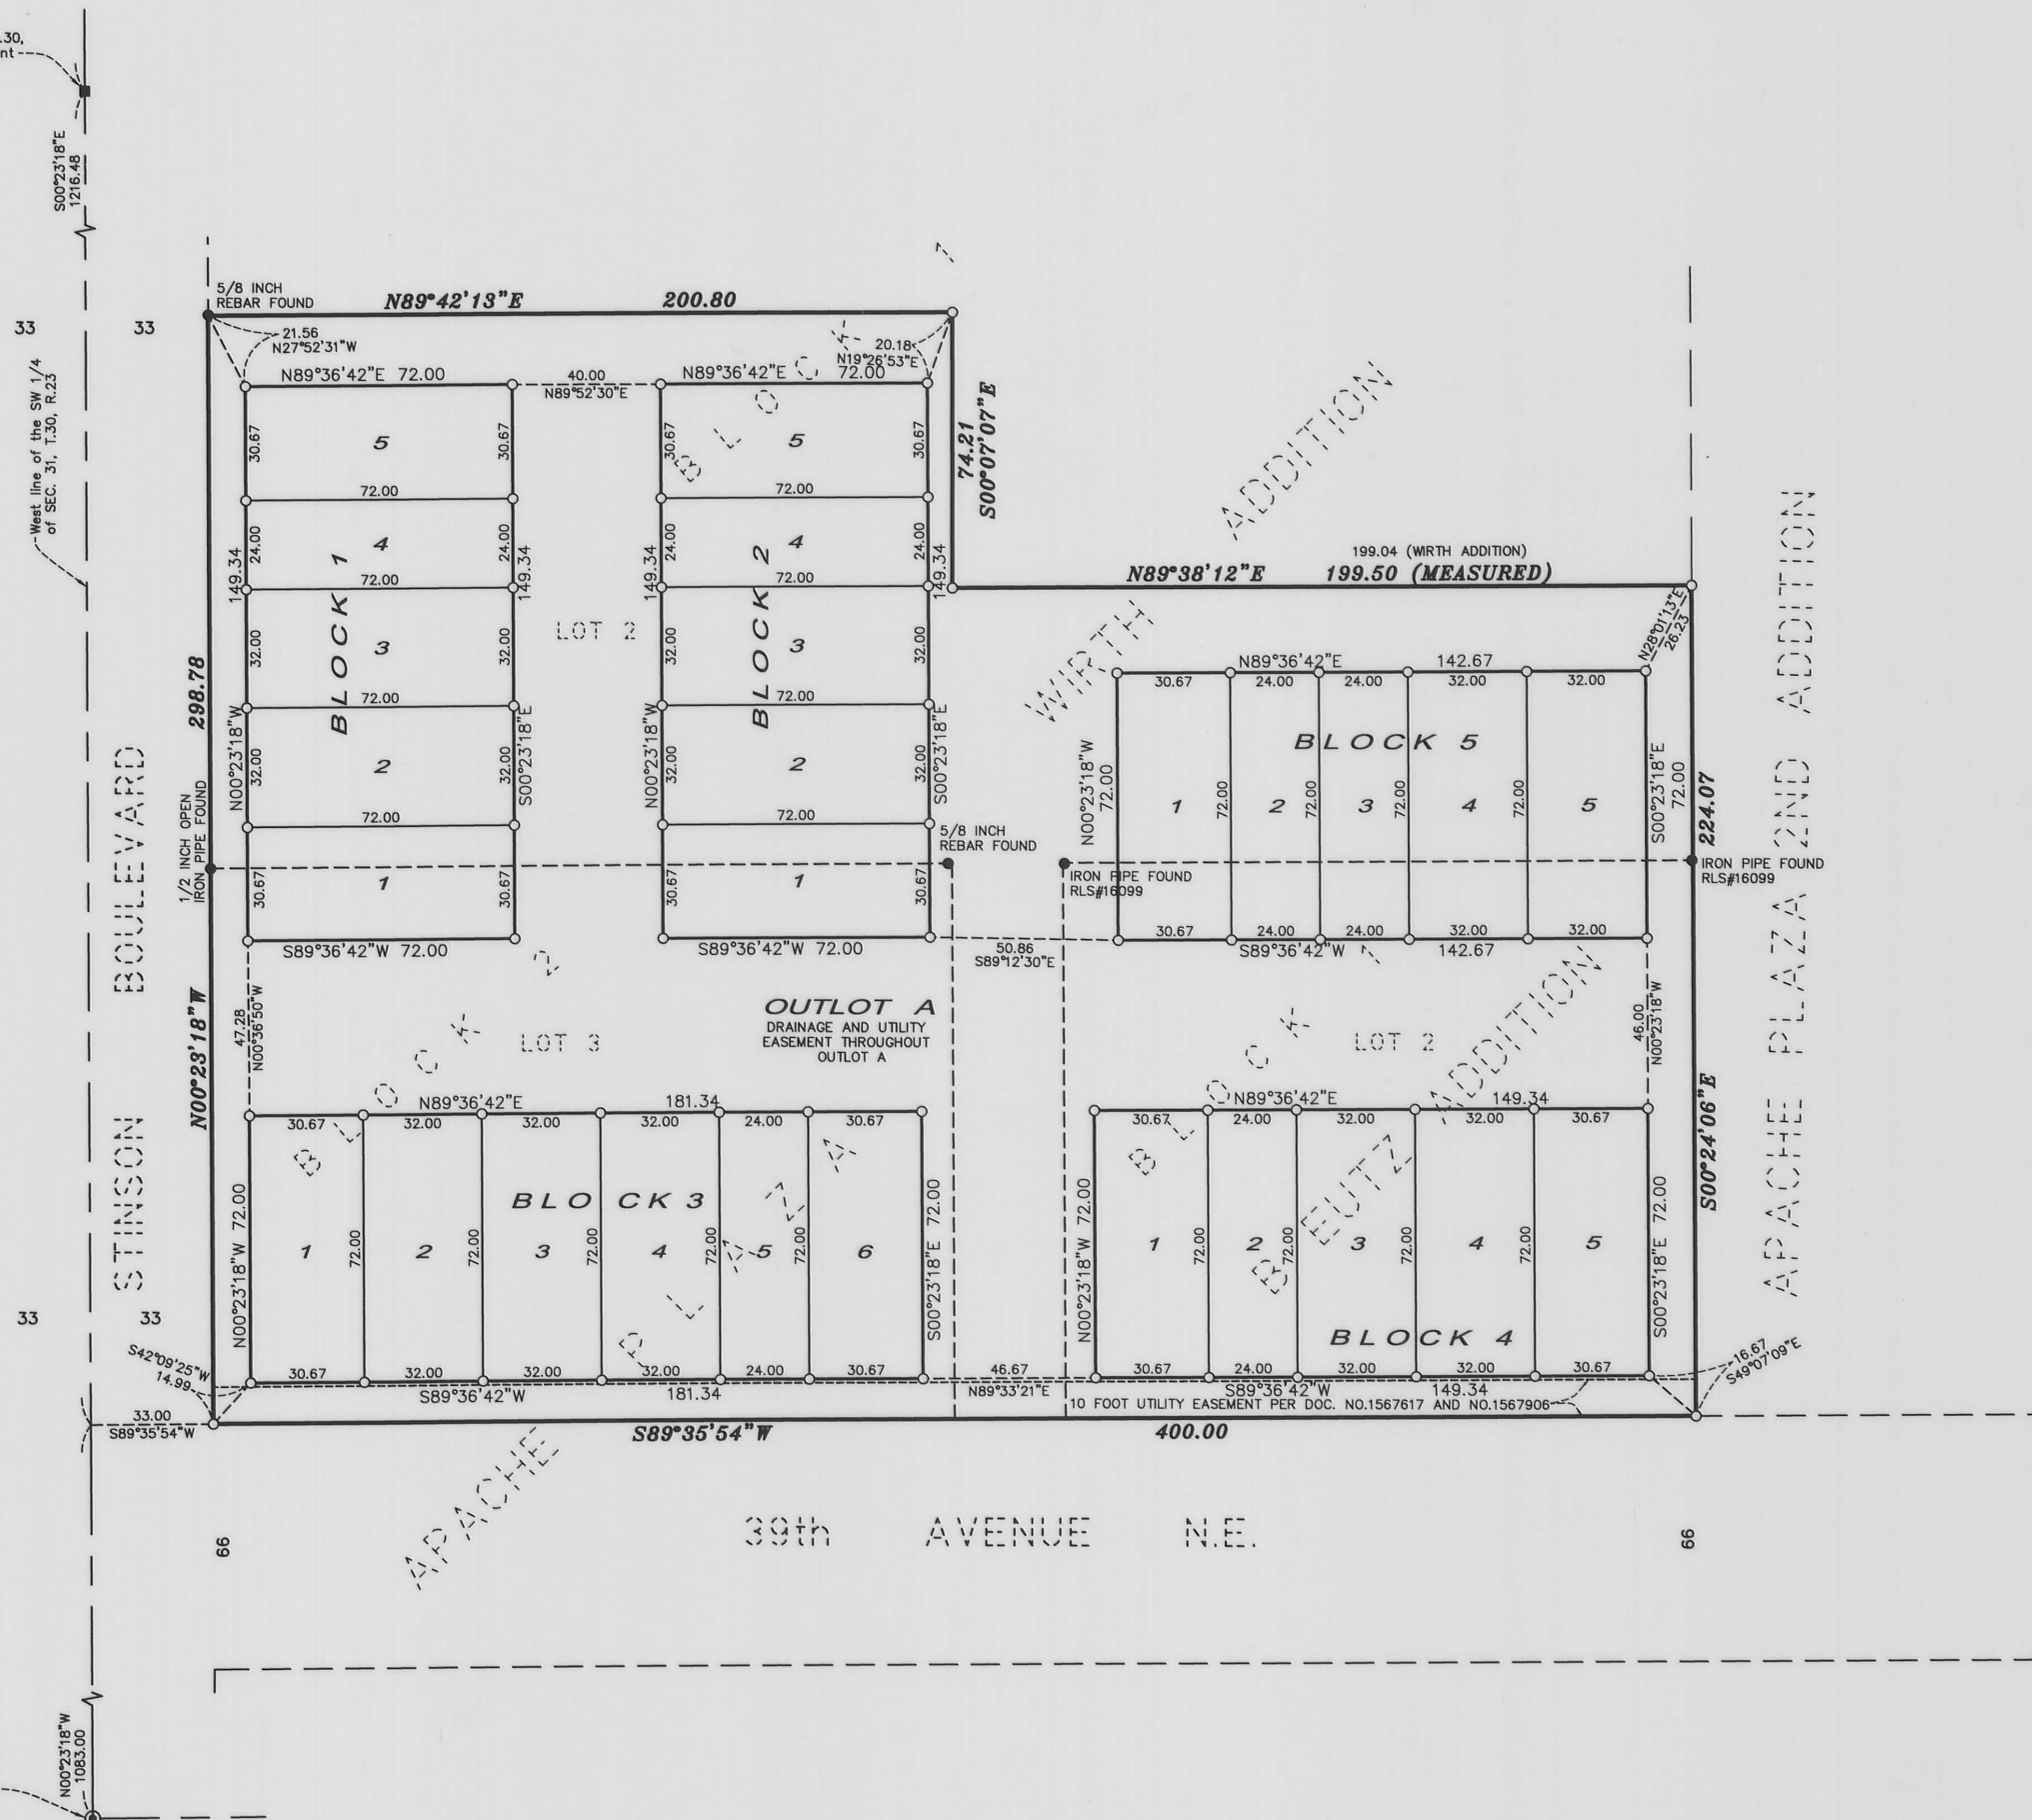 .30,
nt
S00°23'18"E
1216.48
33
33
West line of the SW 1/4
of SEC. 31, T.30, R.23
5/8 INCH
REBAR FOUND
N89°42'13"E 200.80
21.56
N27°52'31"W
20.18
N19°26'53"E
N89°36'42"E 72.00
40.00
N89°52'30"E
N89°36'42"E 72.00
74.21
S00°07'07"E
BLOCK 1
BLOCK 1
5
30.67
30.67
72.00
4
24.00
24.00
149.34
149.34
72.00
3
32.00
32.00
72.00
2
32.00
32.00
N00°23'18"W
S00°23'18"E
72.00
1
30.67
30.67
S89°36'42"W 72.00
LOT 2
BLOCK 2
5
30.67
30.67
72.00
4
24.00
24.00
149.34
149.34
72.00
3
32.00
32.00
72.00
2
32.00
32.00
N00°23'18"W
S00°23'18"E
72.00
1
30.67
30.67
S89°36'42"W 72.00
298.78
N00°23'18"W
1/2 INCH OPEN
IRON PIPE FOUND
STINSON BOULEVARD
5/8 INCH
REBAR FOUND
WIRTH ADDITION
199.04 (WIRTH ADDITION)
N89°38'12"E 199.50 (MEASURED)
N28°01'13"E
26.23
N89°36'42"E 142.67
30.67 24.00 24.00 32.00 32.00
BLOCK 5
N00°23'18"W
72.00
1 72.00 2 72.00 3 72.00 4 72.00 5
S00°23'18"E
72.00
IRON PIPE FOUND
RLS#16099
IRON PIPE FOUND
RLS#16099
30.67 24.00 24.00 32.00 32.00
S89°36'42"W 142.67
50.86
S89°12'30"E
224.07
S00°24'06"E
APACHE PLAZA 2ND ADDITION
47.28
N00°36'50"W
BLOCK 2
LOT 3
OUTLOT A
DRAINAGE AND UTILITY
EASEMENT THROUGHOUT
OUTLOT A
BLOCK 1
LOT 2
46.00
N00°23'18"W
BEUTZ ADDITION
N89°36'42"E 181.34
30.67 32.00 32.00 32.00 24.00 30.67
BLOCK 3
N00°23'18"W 72.00
1 72.00 2 72.00 3 72.00 4 72.00 5 72.00 6
S00°23'18"E 72.00
30.67 32.00 32.00 32.00 24.00 30.67
S89°36'42"W 181.34
N89°36'42"E 149.34
30.67 24.00 32.00 32.00 30.67
N00°23'18"W 72.00
1 72.00 2 72.00 3 72.00 4 72.00 5
S00°23'18"E 72.00
BLOCK 4
30.67 24.00 32.00 32.00 30.67
S89°36'42"W 149.34
46.67
N89°33'21"E
33
33
S42°09'25"W
14.99
16.67
S49°07'09"E
10 FOOT UTILITY EASEMENT PER DOC. NO.1567617 AND NO.1567906
33.00
S89°35'54"W
S89°35'54"W 400.00
APACHE PLAZA
66
39th AVENUE N.E.
66
N00°23'18"W
1083.00